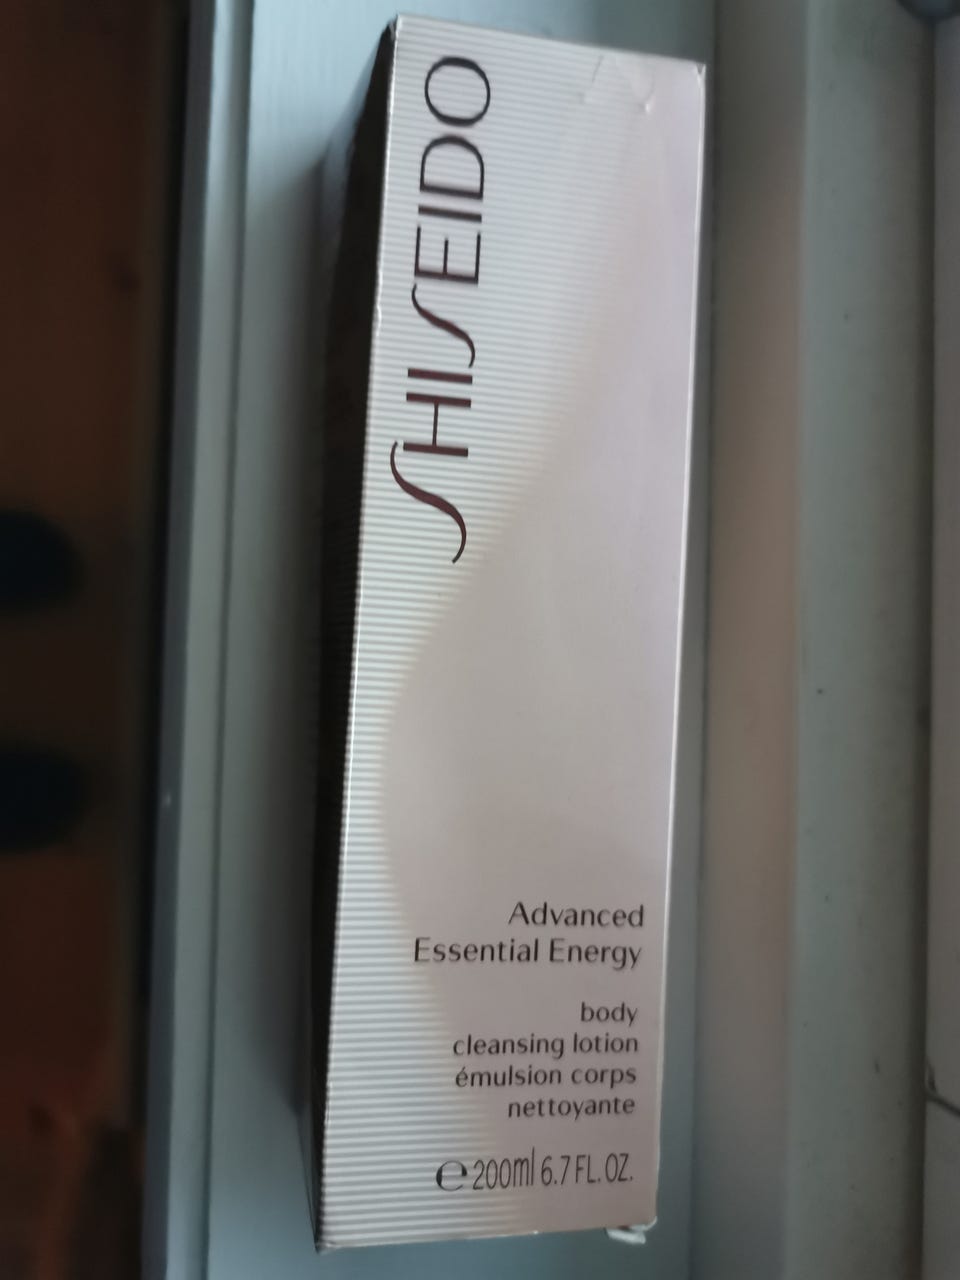 SHISEIDO
Advanced
Essential Energy
body
cleansing lotion
émulsion corps
nettoyante
℮200ml 6.7 FL. OZ.